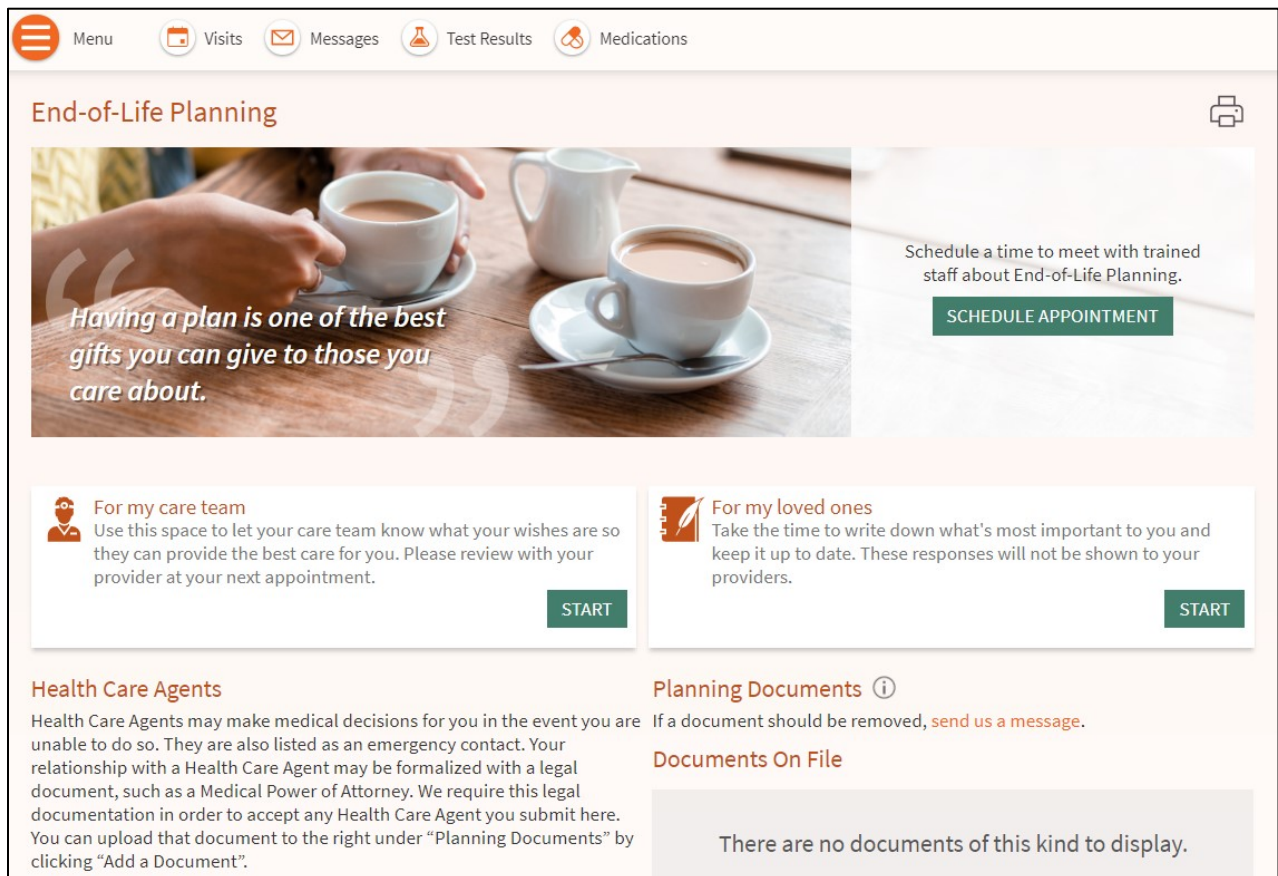 Menu
Visits
Messages
Test Results
Medications
End-of-Life Planning
“
Having a plan is one of the best
gifts you can give to those you
care about.
”
Schedule a time to meet with trained
staff about End-of-Life Planning.
SCHEDULE APPOINTMENT
For my care team
Use this space to let your care team know what your wishes are so
they can provide the best care for you. Please review with your
provider at your next appointment.
START
For my loved ones
Take the time to write down what's most important to you and
keep it up to date. These responses will not be shown to your
providers.
START
Health Care Agents
Health Care Agents may make medical decisions for you in the event you are
unable to do so. They are also listed as an emergency contact. Your
relationship with a Health Care Agent may be formalized with a legal
document, such as a Medical Power of Attorney. We require this legal
documentation in order to accept any Health Care Agent you submit here.
You can upload that document to the right under “Planning Documents” by
clicking “Add a Document”.
Planning Documents
If a document should be removed, send us a message.
Documents On File
There are no documents of this kind to display.